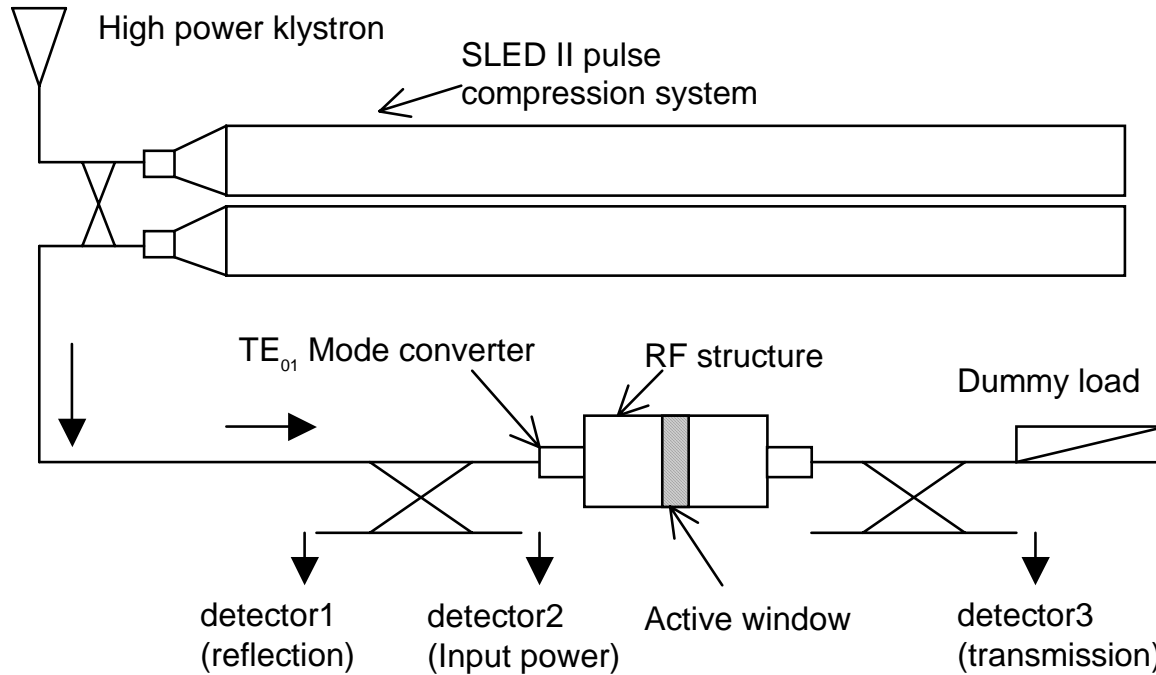 High power klystron
SLED II pulse
compression system
TE₀₁ Mode converter
RF structure
Dummy load
detector1
(reflection)
detector2
(Input power)
Active window
detector3
(transmission)